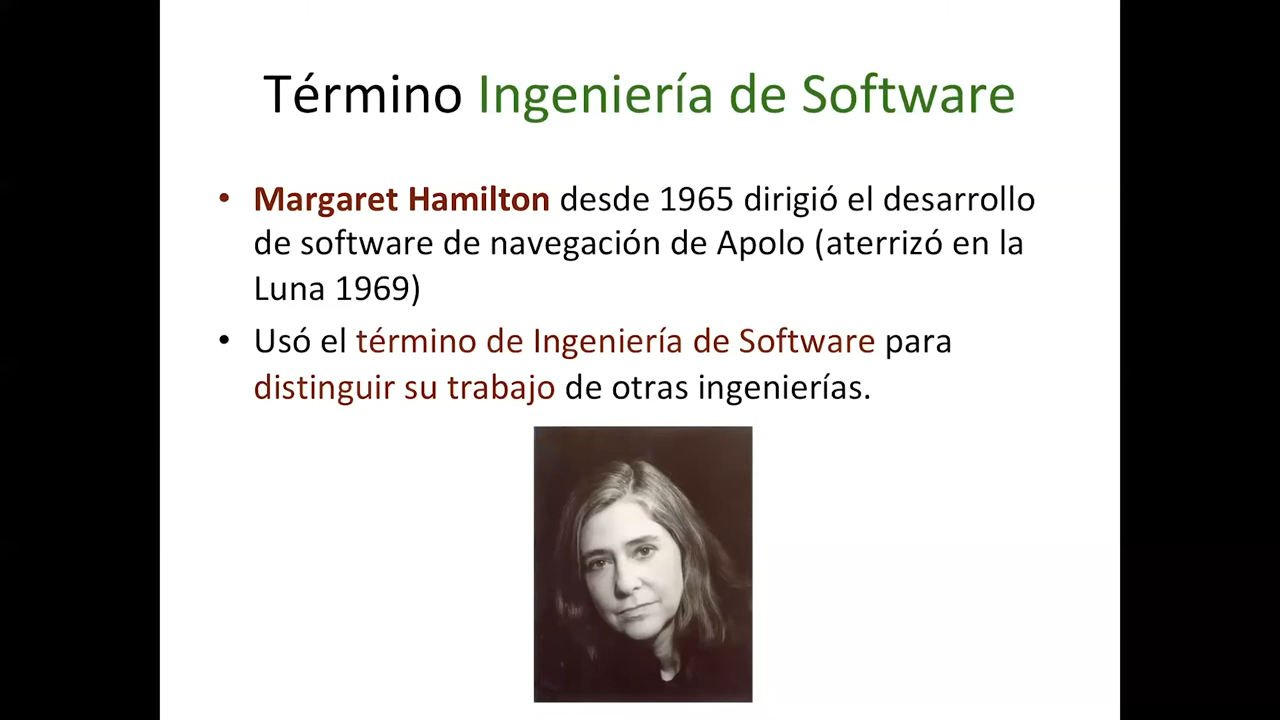 Término Ingeniería de Software
• Margaret Hamilton desde 1965 dirigió el desarrollo
de software de navegación de Apolo (aterrizó en la
Luna 1969)
• Usó el término de Ingeniería de Software para
distinguir su trabajo de otras ingenierías.